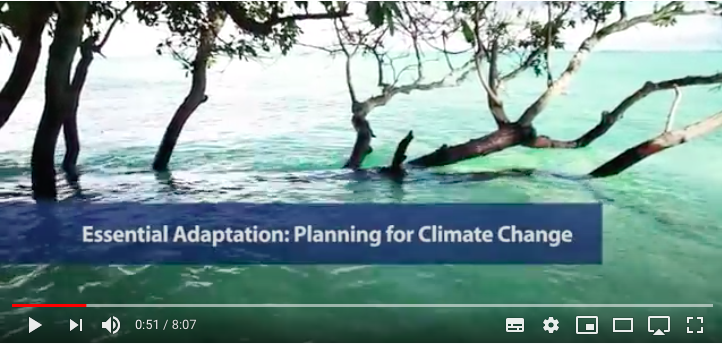 Essential Adaptation: Planning for Climate Change
0:51 / 8:07